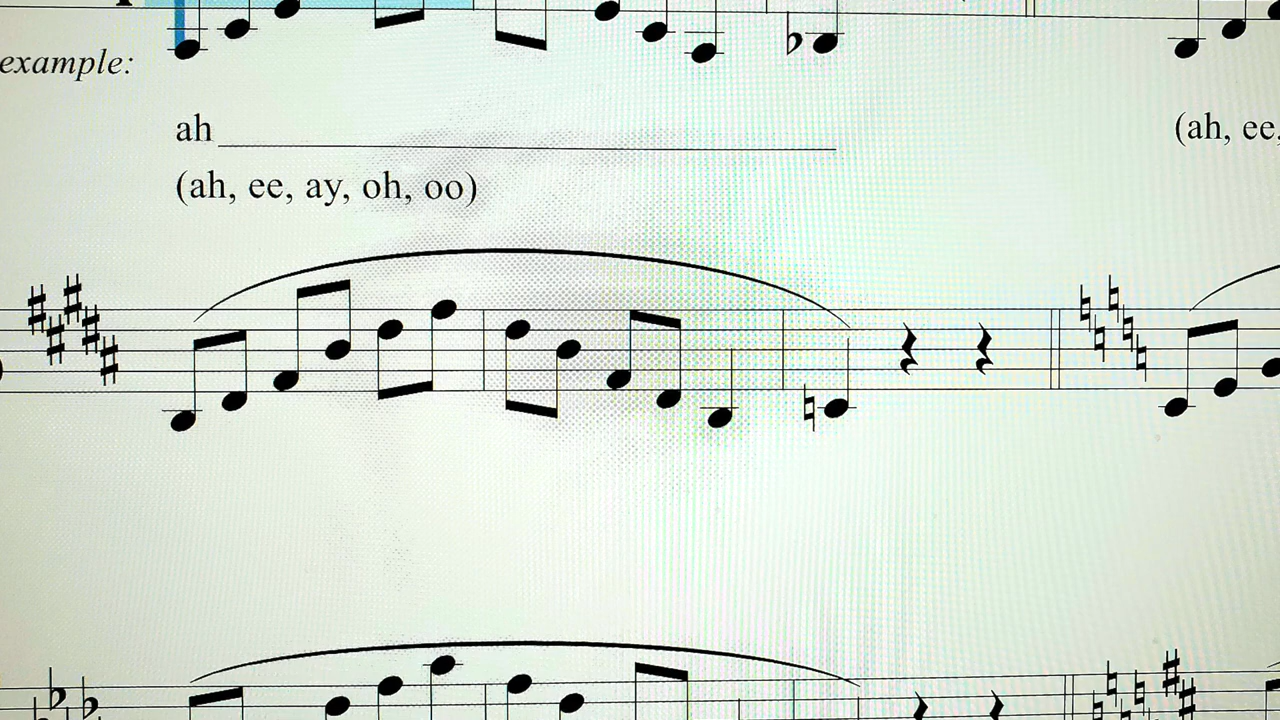 example:
ah
(ah, ee,
(ah, ee, ay, oh, oo)